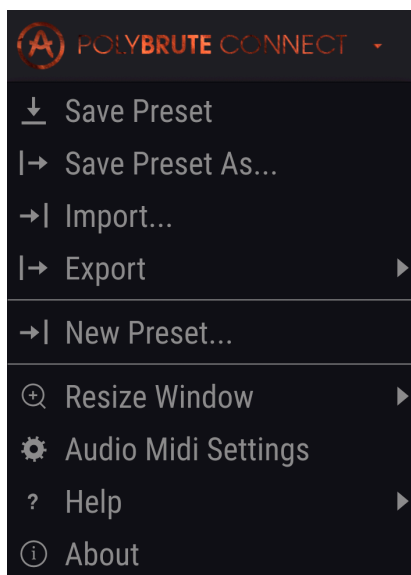 POLYBRUTE CONNECT
Save Preset
Save Preset As...
Import...
Export
New Preset...
Resize Window
Audio Midi Settings
? Help
About